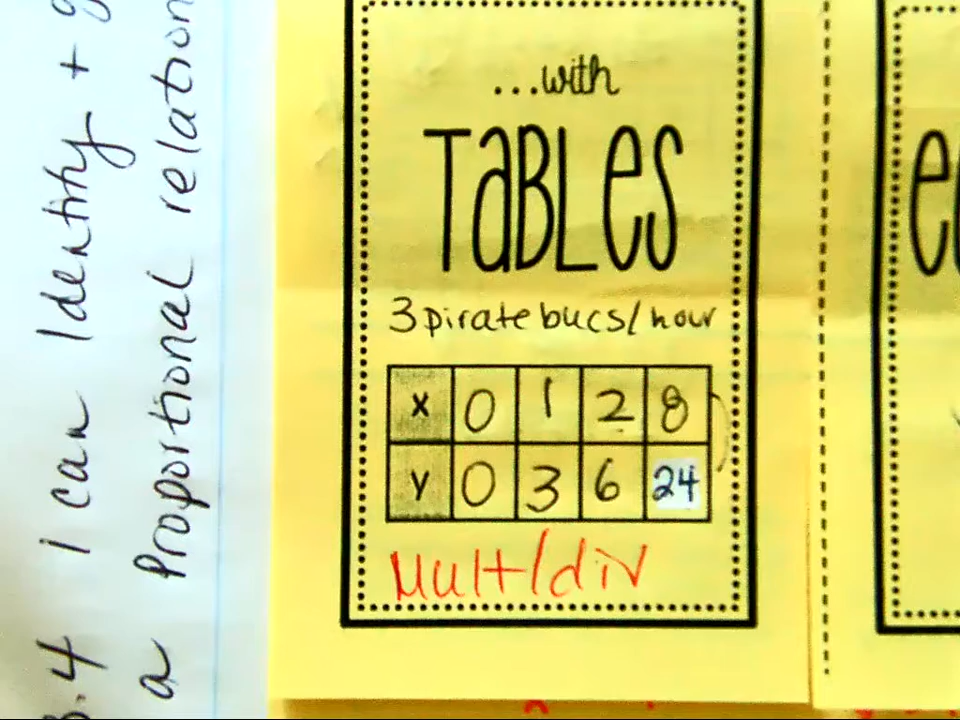 I can Identify +
a Proportional relation
...with
TABLES
3 pirate bucs/hour
X 0 1 2 8
Y 0 3 6 24
Mult/div